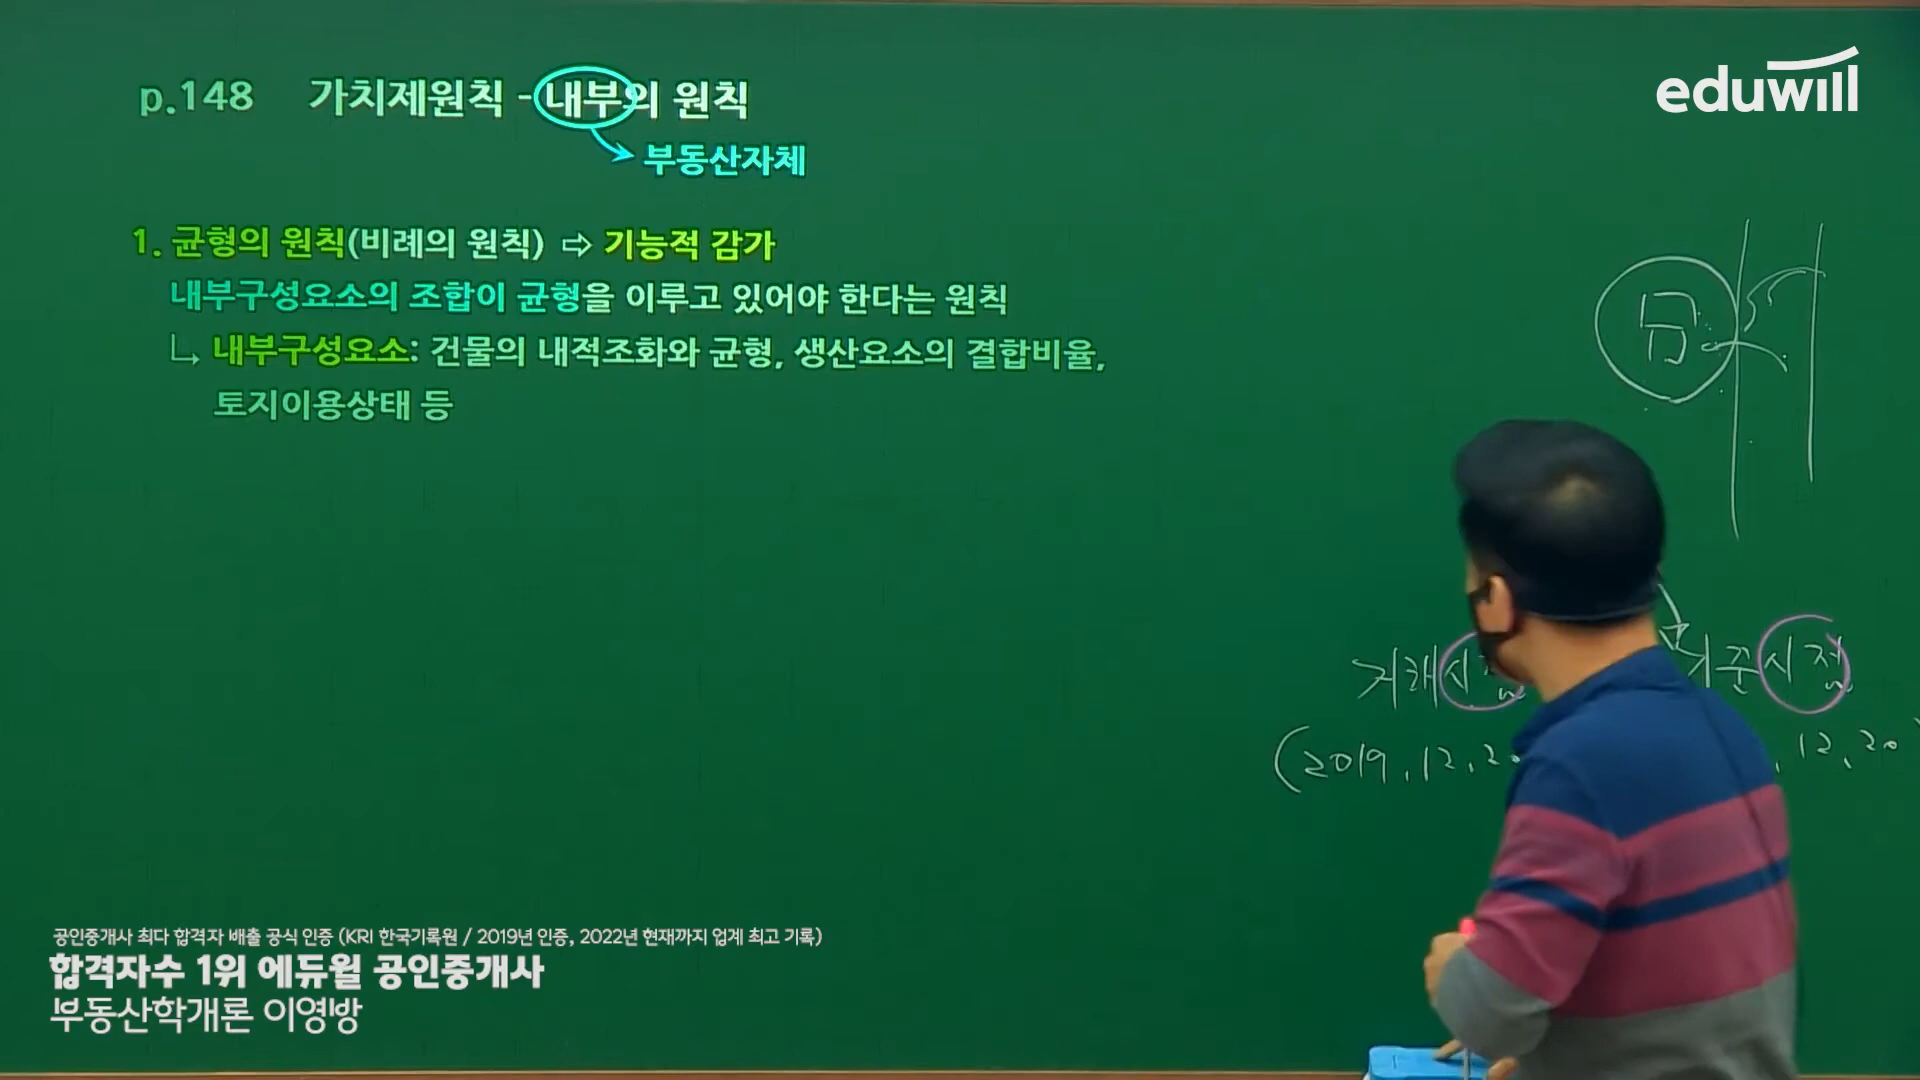 p.148 가치제원칙 - 내부의 원칙
eduwill
부동산자체
1. 균형의 원칙(비례의 원칙) ⇨ 기능적 감가
내부구성요소의 조합이 균형을 이루고 있어야 한다는 원칙
↳ 내부구성요소: 건물의 내적조화와 균형, 생산요소의 결합비율,
토지이용상태 등
거래시점
기준시점
(2019.12.20
.12.20)
공인중개사 최다 합격자 배출 공식 인증 (KRI 한국기록원 / 2019년 인증, 2022년 현재까지 업계 최고 기록)
합격자수 1위 에듀윌 공인중개사
부동산학개론 이영방